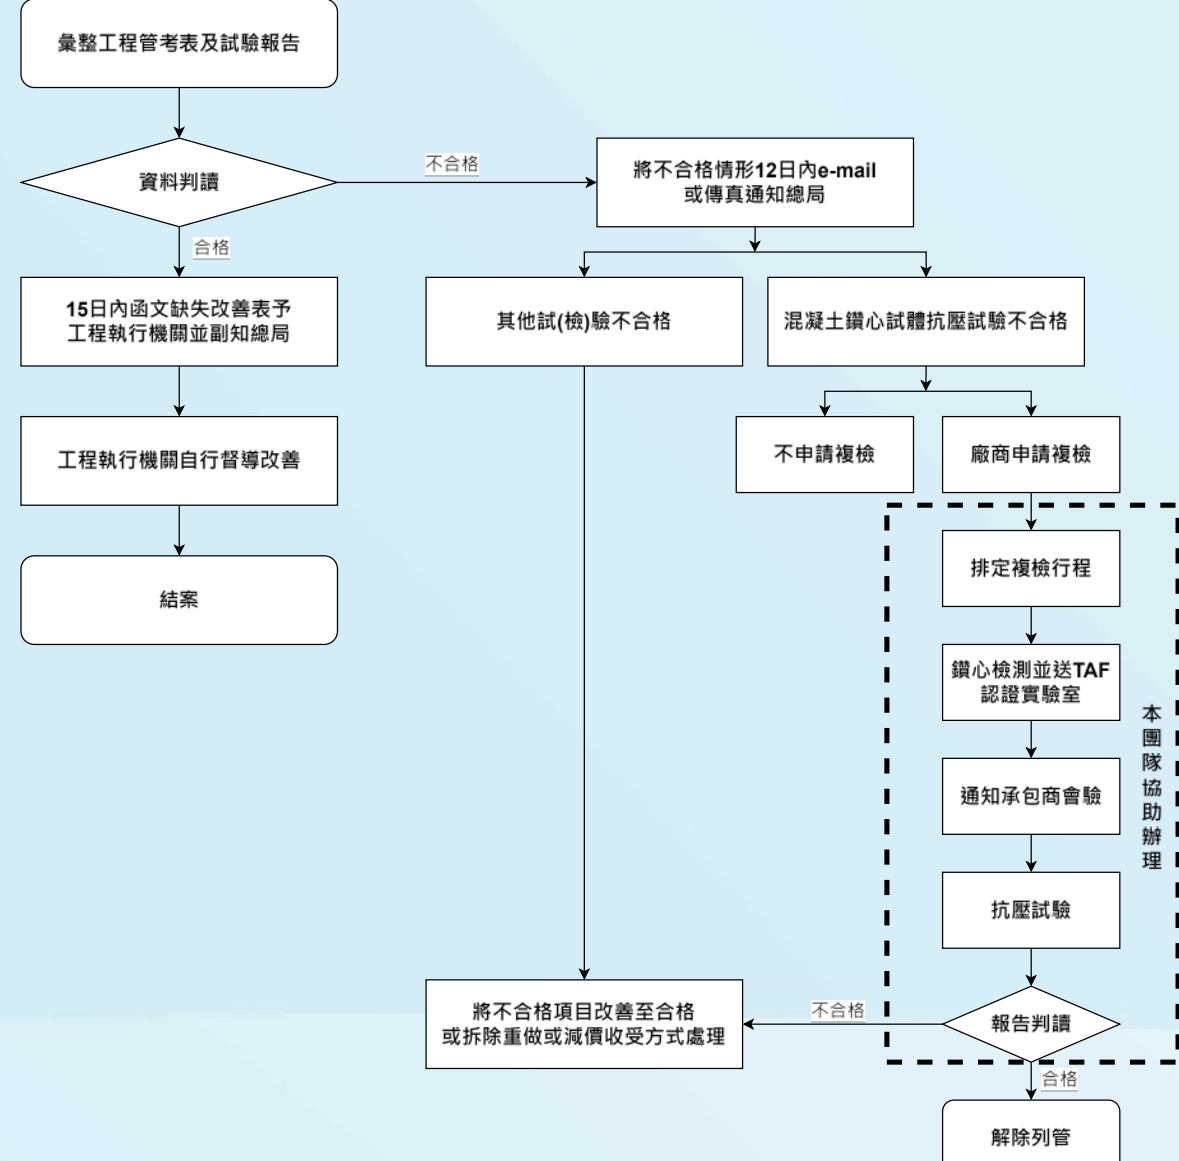 彙整工程管考表及試驗報告
資料判讀
不合格
將不合格情形12日內e-mail
或傳真通知總局
合格
15日內函文缺失改善表予
工程執行機關並副知總局
其他試(檢)驗不合格
混凝土鑽心試體抗壓試驗不合格
工程執行機關自行督導改善
不申請複檢
廠商申請複檢
結案
排定複檢行程
鑽心檢測並送TAF
認證實驗室
通知承包商會驗
本團隊協助辦理
抗壓試驗
將不合格項目改善至合格
或拆除重做或減價收受方式處理
不合格
報告判讀
合格
解除列管